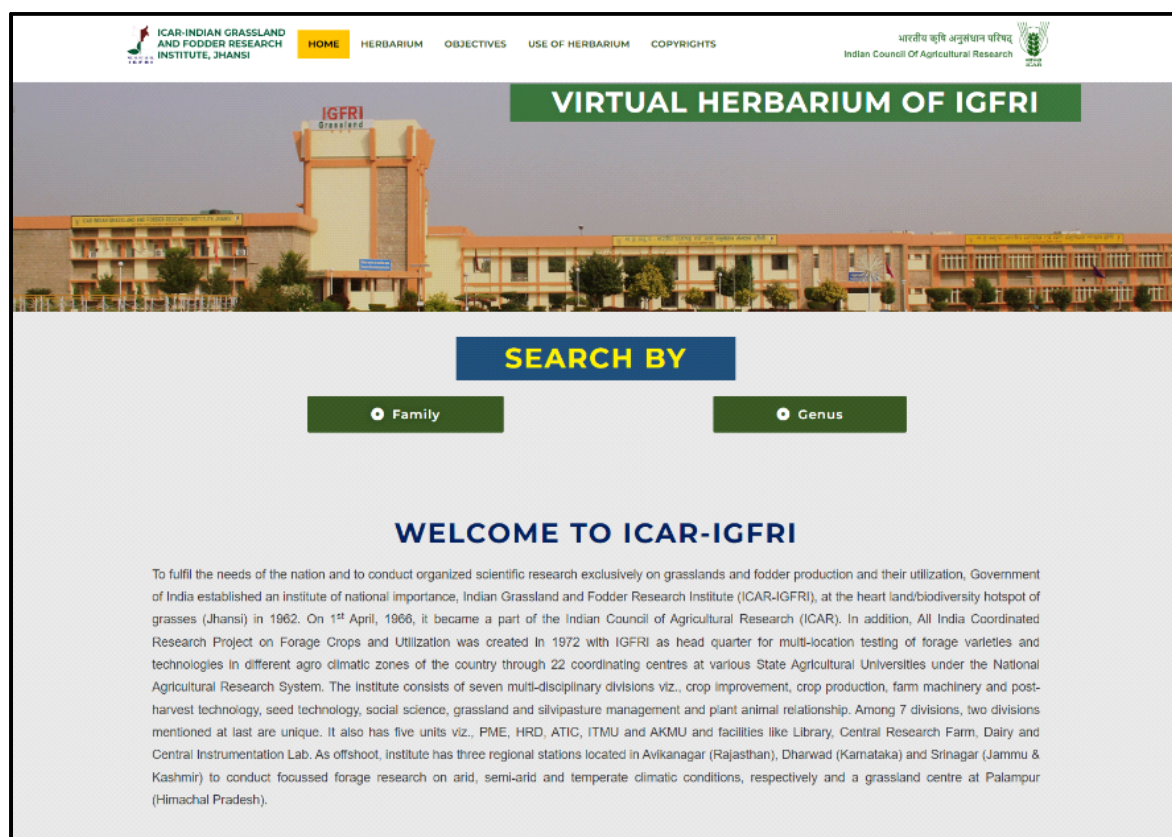 ICAR-INDIAN GRASSLAND
AND FODDER RESEARCH
INSTITUTE, JHANSI
IGFRI
HOME
HERBARIUM
OBJECTIVES
USE OF HERBARIUM
COPYRIGHTS
भारतीय कृषि अनुसंधान परिषद्
Indian Council Of Agricultural Research
ICAR
VIRTUAL HERBARIUM OF IGFRI
IGFRI
Grassland
SEARCH BY
Family
Genus
WELCOME TO ICAR-IGFRI
To fulfil the needs of the nation and to conduct organized scientific research exclusively on grasslands and fodder production and their utilization, Government
of India established an institute of national importance, Indian Grassland and Fodder Research Institute (ICAR-IGFRI), at the heart land/biodiversity hotspot of
grasses (Jhansi) in 1962. On 1st April, 1966, it became a part of the Indian Council of Agricultural Research (ICAR). In addition, All India Coordinated
Research Project on Forage Crops and Utilization was created in 1972 with IGFRI as head quarter for multi-location testing of forage varieties and
technologies in different agro climatic zones of the country through 22 coordinating centres at various State Agricultural Universities under the National
Agricultural Research System. The institute consists of seven multi-disciplinary divisions viz., crop improvement, crop production, farm machinery and post-
harvest technology, seed technology, social science, grassland and silvipasture management and plant animal relationship. Among 7 divisions, two divisions
mentioned at last are unique. It also has five units viz., PME, HRD, ATIC, ITMU and AKMU and facilities like Library, Central Research Farm, Dairy and
Central Instrumentation Lab. As offshoot, institute has three regional stations located in Avikanagar (Rajasthan), Dharwad (Karnataka) and Srinagar (Jammu &
Kashmir) to conduct focussed forage research on arid, semi-arid and temperate climatic conditions, respectively and a grassland centre at Palampur
(Himachal Pradesh).